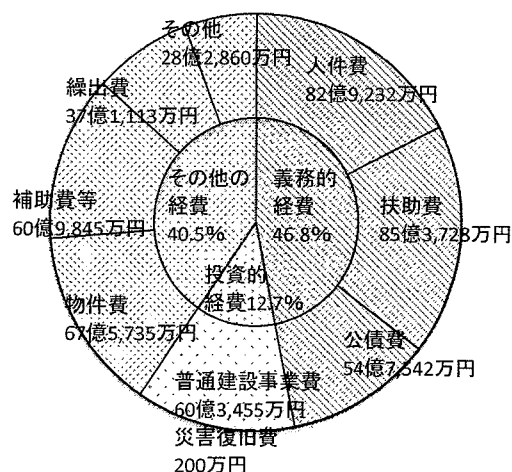 その他
28億2,860万円
人件費
82億9,232万円
繰出費
37億1,113万円
その他の
経費
40.5%
義務的
経費
46.8%
扶助費
85億3,728万円
補助費等
60億9,845万円
投資的
経費12.7%
物件費
67億5,735万円
公債費
54億7,542万円
普通建設事業費
60億3,455万円
災害復旧費
200万円